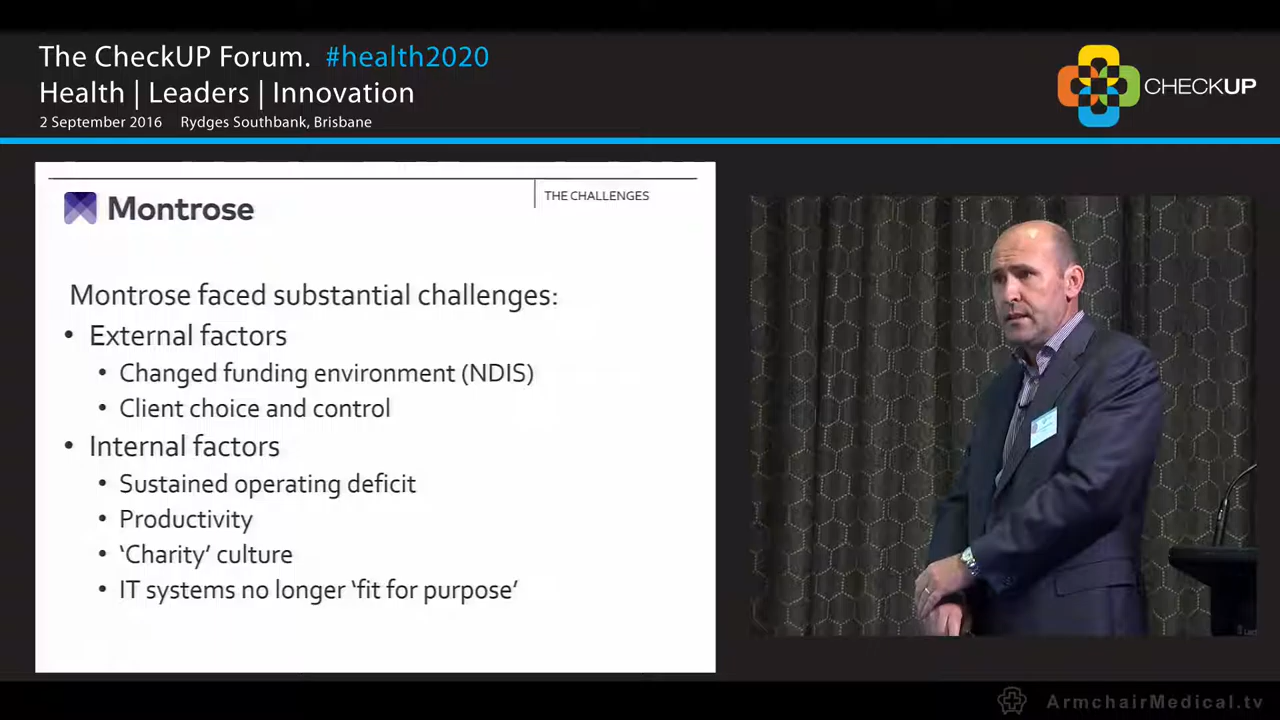 The CheckUP Forum. #health2020
Health | Leaders | Innovation
2 September 2016 Rydges Southbank, Brisbane
CHECKUP
Montrose
THE CHALLENGES
Montrose faced substantial challenges:
• External factors
• Changed funding environment (NDIS)
• Client choice and control
• Internal factors
• Sustained operating deficit
• Productivity
• ‘Charity’ culture
• IT systems no longer ‘fit for purpose’
ArmchairMedical.tv